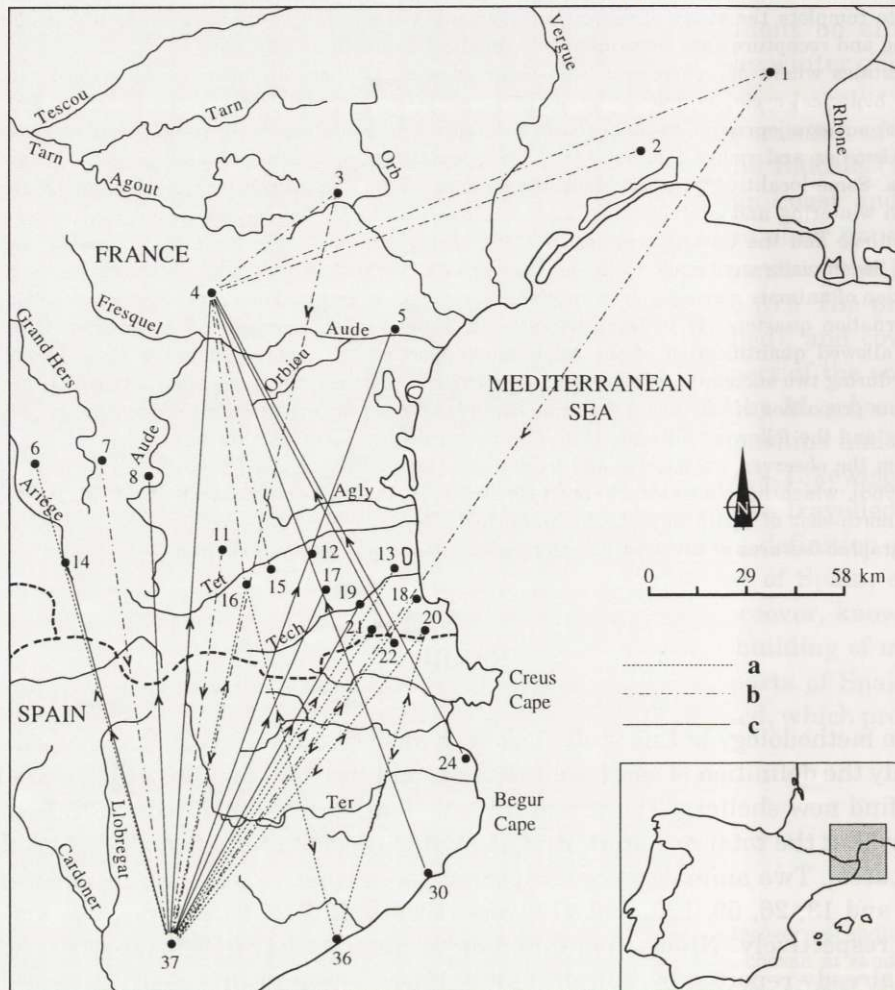 1
Vergue
Tescou
Tarn
2
Rhone
Tarn
Orb
Agout
3
FRANCE
4
5
Fresquel
Aude
Orbiou
Grand Hers
MEDITERRANEAN
SEA
6
7
Aude
8
Ariége
Agly
N
11
12
13 D
14
Tet
15
17
0 29 58 km
16
19
18
20
Tech
21
22
a
b
c
SPAIN
Creus
Cape
24
Llobregat
Ter
Begur
Cape
Cardoner
30
37
36